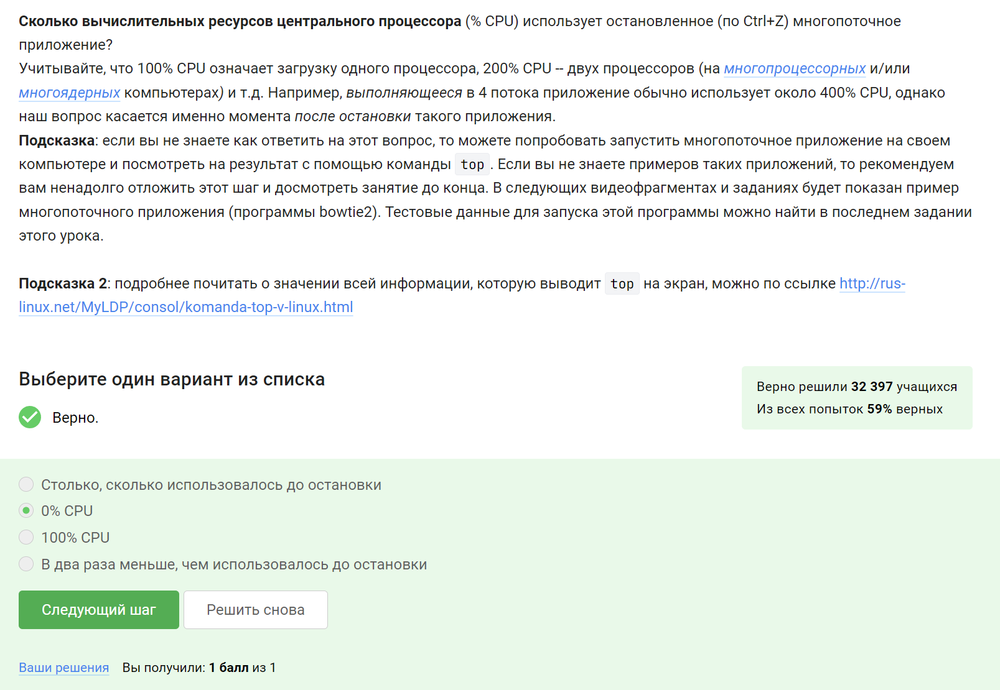 Сколько вычислительных ресурсов центрального процессора (% CPU) использует остановленное (по Ctrl+Z) многопоточное
приложение?
Учитывайте, что 100% CPU означает загрузку одного процессора, 200% CPU -- двух процессоров (на многопроцессорных и/или
многоядерных компьютерах) и т.д. Например, выполняющееся в 4 потока приложение обычно использует около 400% CPU, однако
наш вопрос касается именно момента после остановки такого приложения.
Подсказка: если вы не знаете как ответить на этот вопрос, то можете попробовать запустить многопоточное приложение на своем
компьютере и посмотреть на результат с помощью команды top . Если вы не знаете примеров таких приложений, то рекомендуем
вам ненадолго отложить этот шаг и досмотреть занятие до конца. В следующих видеофрагментах и заданиях будет показан пример
многопоточного приложения (программы bowtie2). Тестовые данные для запуска этой программы можно найти в последнем задании
этого урока.
Подсказка 2: подробнее почитать о значении всей информации, которую выводит top на экран, можно по ссылке http://rus-
linux.net/MyLDP/consol/komanda-top-v-linux.html
Выберите один вариант из списка
Верно.
Верно решили 32 397 учащихся
Из всех попыток 59% верных
Столько, сколько использовалось до остановки
0% CPU
100% CPU
В два раза меньше, чем использовалось до остановки
Следующий шаг
Решить снова
Ваши решения Вы получили: 1 балл из 1